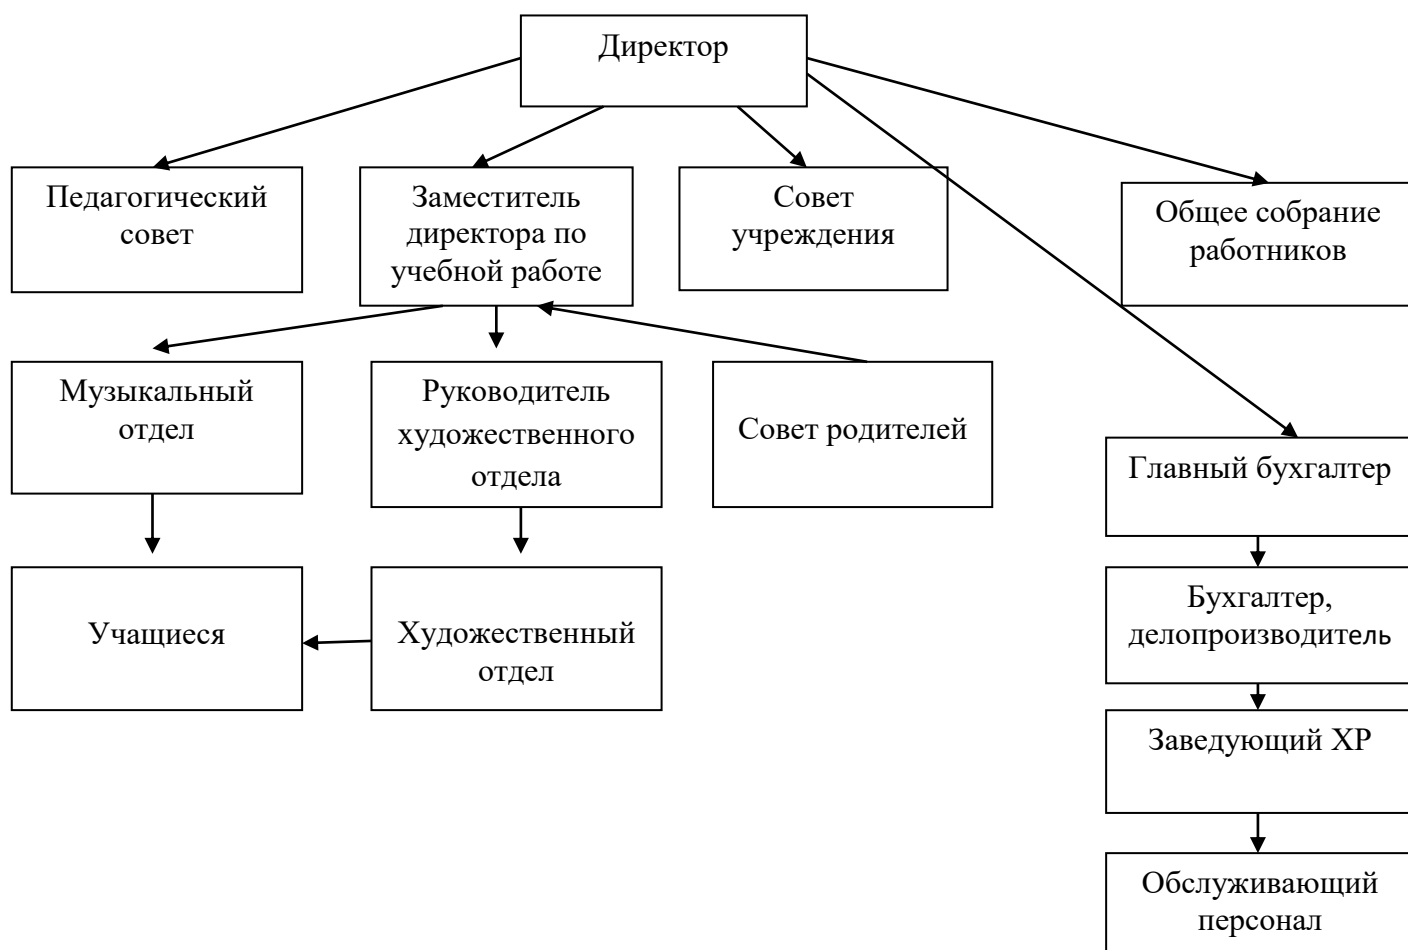 Директор
Педагогический
совет
Заместитель
директора по
учебной работе
Совет
учреждения
Общее собрание
работников
Музыкальный
отдел
Руководитель
художественного
отдела
Совет родителей
Главный бухгалтер
Учащиеся
Художественный
отдел
Бухгалтер,
делопроизводитель
Заведующий ХР
Обслуживающий
персонал